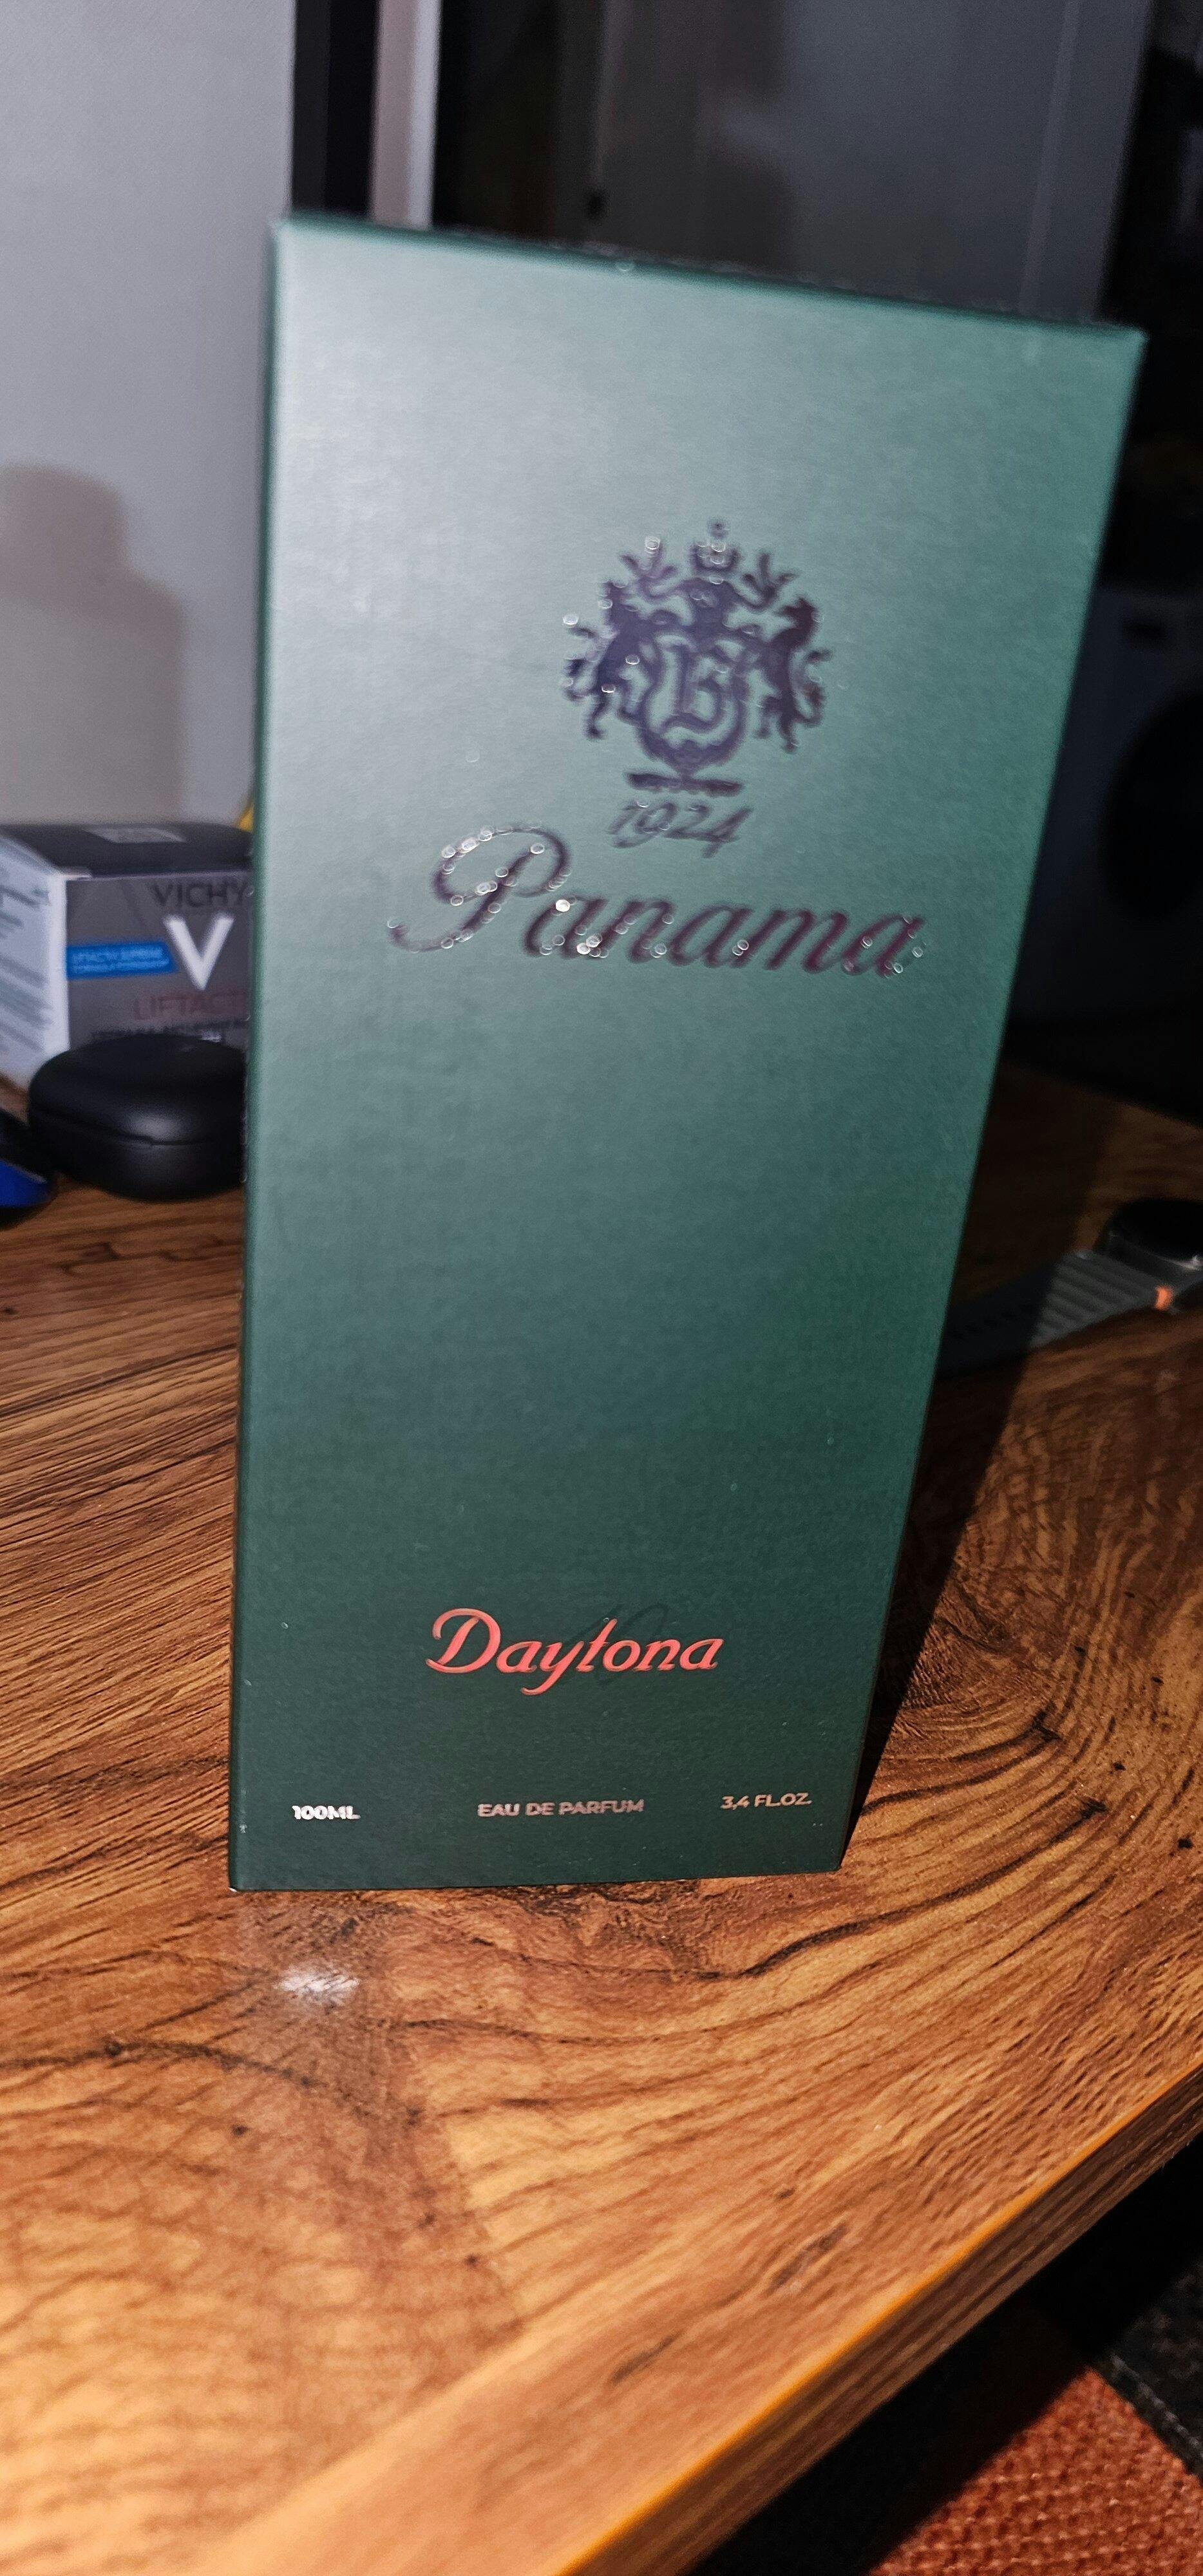 1924
Panama
Daytona
100ML EAU DE PARFUM 3,4 FL.OZ.
VICHY
V